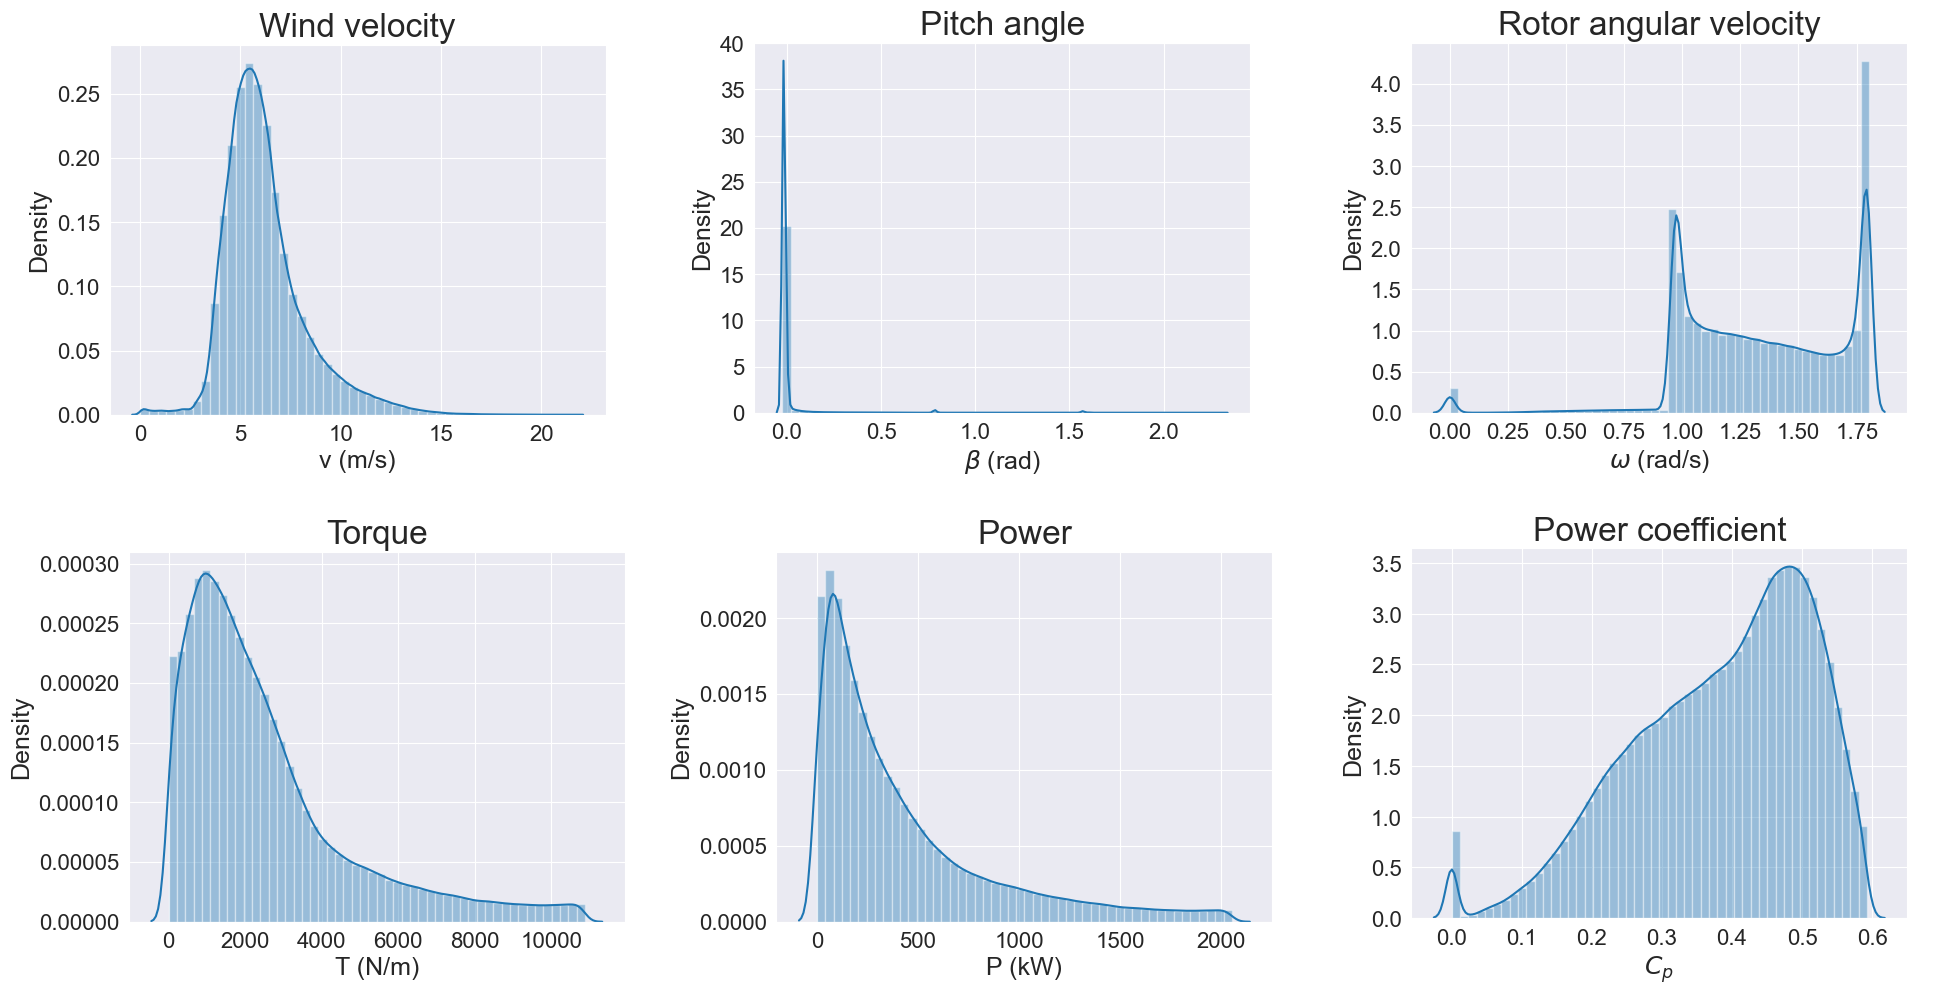 Wind velocity
0.25
0.20
0.15
0.10
0.05
0.00
Density
0 5 10 15 20
v (m/s)
Pitch angle
40
35
30
25
20
15
10
5
0
Density
0.0 0.5 1.0 1.5 2.0
β (rad)
Rotor angular velocity
4.0
3.5
3.0
2.5
2.0
1.5
1.0
0.5
0.0
Density
0.00 0.25 0.50 0.75 1.00 1.25 1.50 1.75
ω (rad/s)
Torque
0.00030
0.00025
0.00020
0.00015
0.00010
0.00005
0.00000
Density
0 2000 4000 6000 8000 10000
T (N/m)
Power
0.0020
0.0015
0.0010
0.0005
0.0000
Density
0 500 1000 1500 2000
P (kW)
Power coefficient
3.5
3.0
2.5
2.0
1.5
1.0
0.5
0.0
Density
0.0 0.1 0.2 0.3 0.4 0.5 0.6
Cp